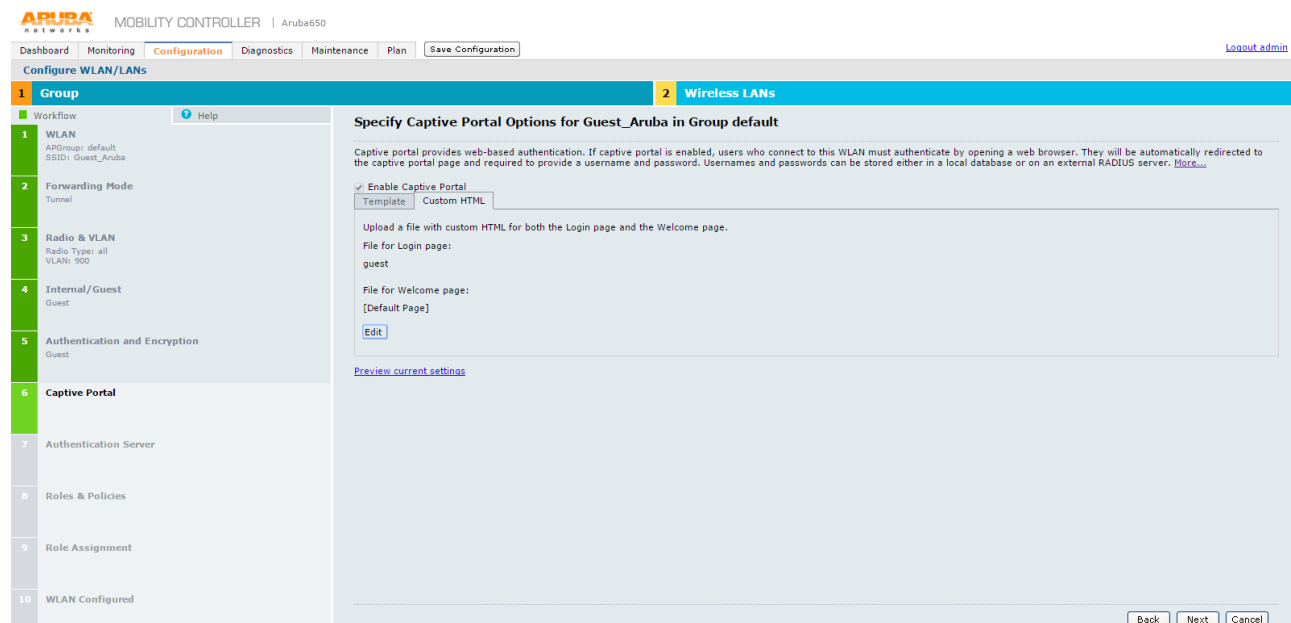 ARUBA networks
MOBILITY CONTROLLER | Aruba650
Dashboard Monitoring Configuration Diagnostics Maintenance Plan Save Configuration Logout admin
Configure WLAN/LANs
1 Group 2 Wireless LANs
Workflow ? Help
1 WLAN
APGroup: default
SSID: Guest_Aruba
2 Forwarding Mode
Tunnel
3 Radio & VLAN
Radio Type: all
VLAN: 900
4 Internal/Guest
Guest
5 Authentication and Encryption
Guest
6 Captive Portal
7 Authentication Server
8 Roles & Policies
9 Role Assignment
10 WLAN Configured
Specify Captive Portal Options for Guest_Aruba in Group default
Captive portal provides web-based authentication. If captive portal is enabled, users who connect to this WLAN must authenticate by opening a web browser. They will be automatically redirected to
the captive portal page and required to provide a username and password. Usernames and passwords can be stored either in a local database or on an external RADIUS server. More...
Enable Captive Portal
Template Custom HTML
Upload a file with custom HTML for both the Login page and the Welcome page.
File for Login page:
guest
File for Welcome page:
[Default Page]
Edit
Preview current settings
Back Next Cancel